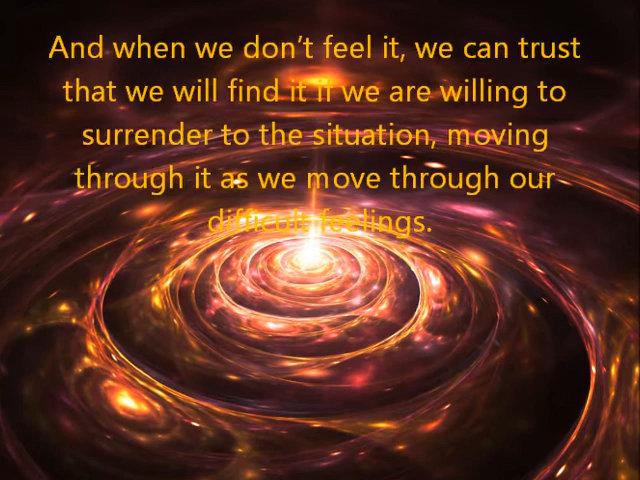 And when we don’t feel it, we can trust
that we will find it if we are willing to
surrender to the situation, moving
through it as we move through our
difficult feelings.